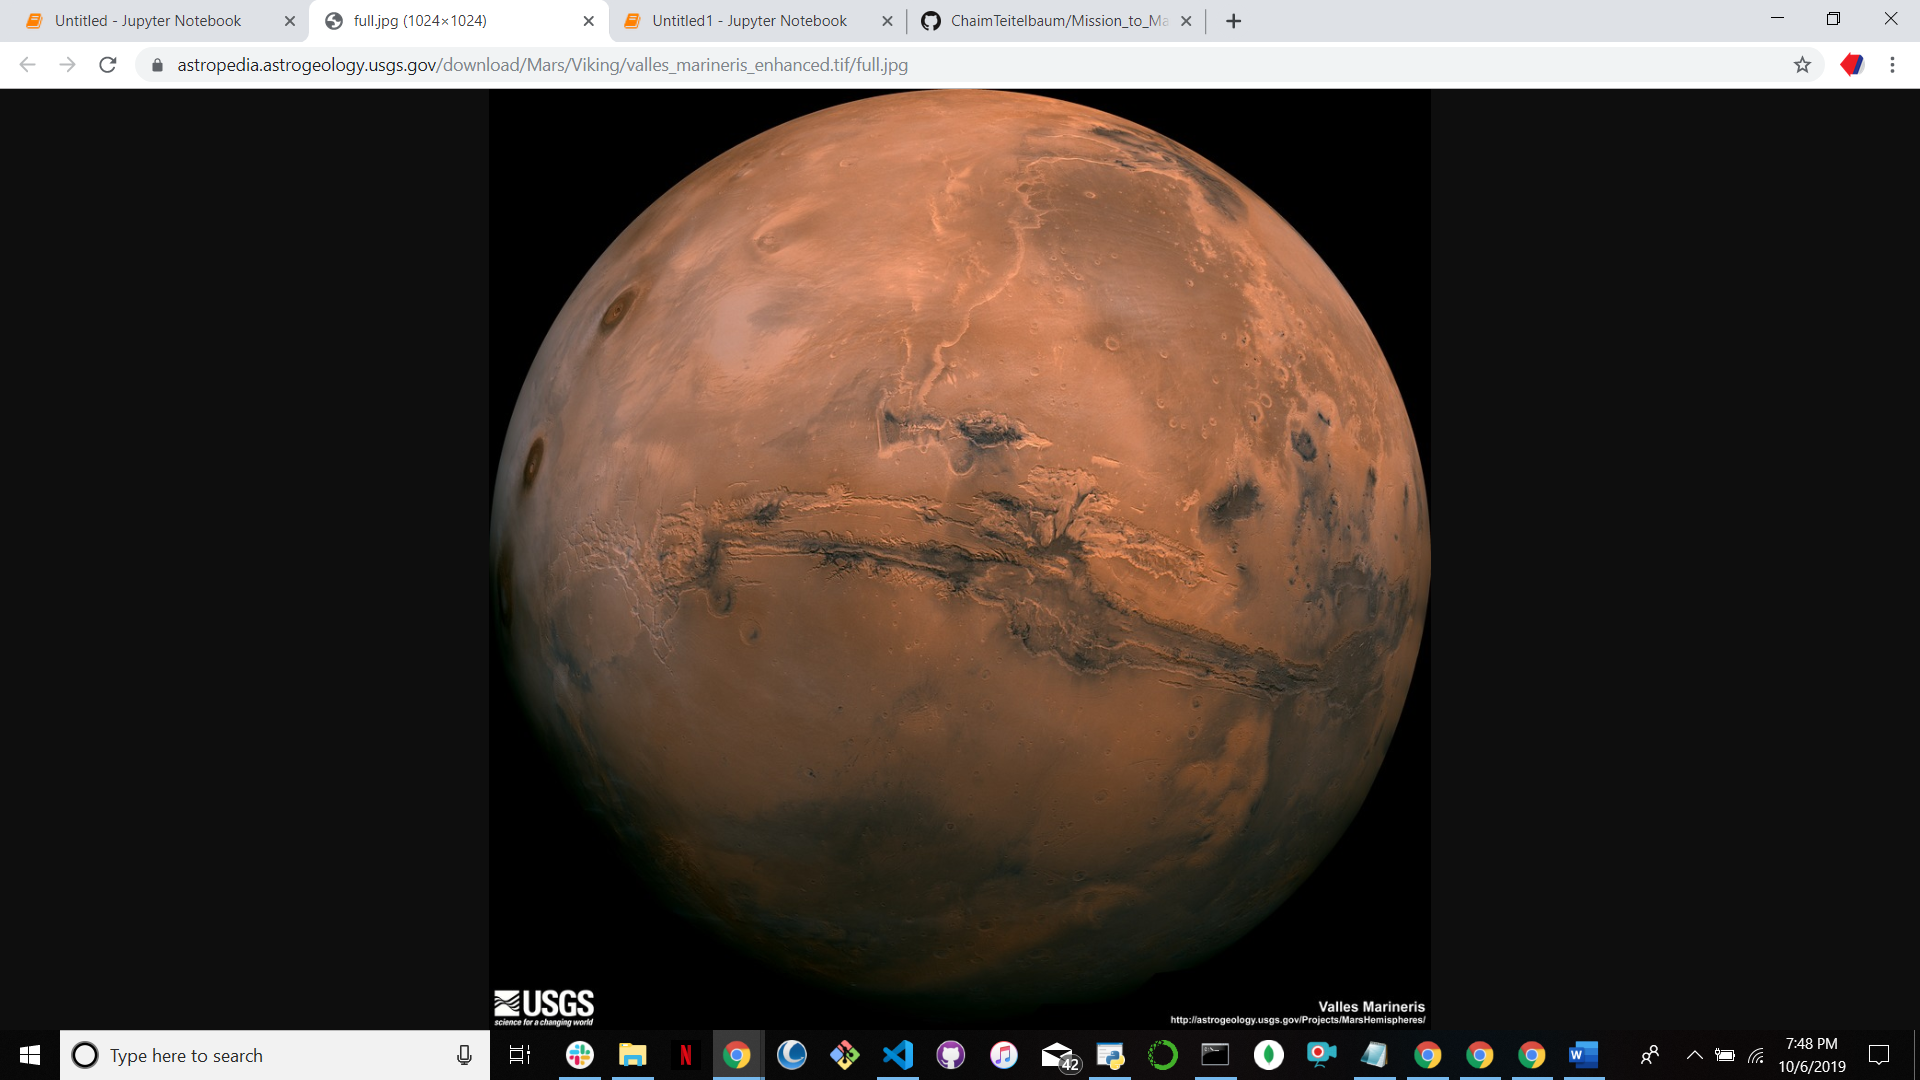 Untitled - Jupyter Notebook
full.jpg (1024×1024)
Untitled1 - Jupyter Notebook
ChaimTeitelbaum/Mission_to_Ma
astropedia.astrogeology.usgs.gov/download/Mars/Viking/valles_marineris_enhanced.tif/full.jpg
USGS
science for a changing world
Valles Marineris
http://astrogeology.usgs.gov/Projects/MarsHemispheres/
Type here to search
N
42
W
7:48 PM
10/6/2019